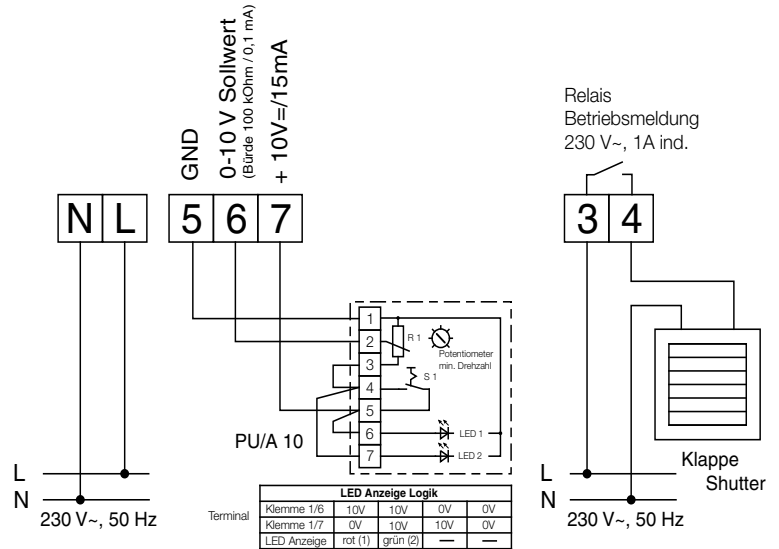 GND
0-10 V Sollwert
(Bürde 100 kOhm / 0,1 mA)
+ 10V=/15mA
Relais
Betriebsmeldung
230 V~, 1A ind.
N L
5 6 7
3 4
1
2
3
4
5
6
7
R 1
Potentiometer
min. Drehzahl
S 1
LED 1
LED 2
PU/A 10
Klappe
Shutter
L
N
230 V~, 50 Hz
L
N
230 V~, 50 Hz
LED Anzeige Logik
Terminal
Klemme 1/6 10V 10V 0V 0V
Klemme 1/7 0V 10V 10V 0V
LED Anzeige rot (1) grün (2) — —